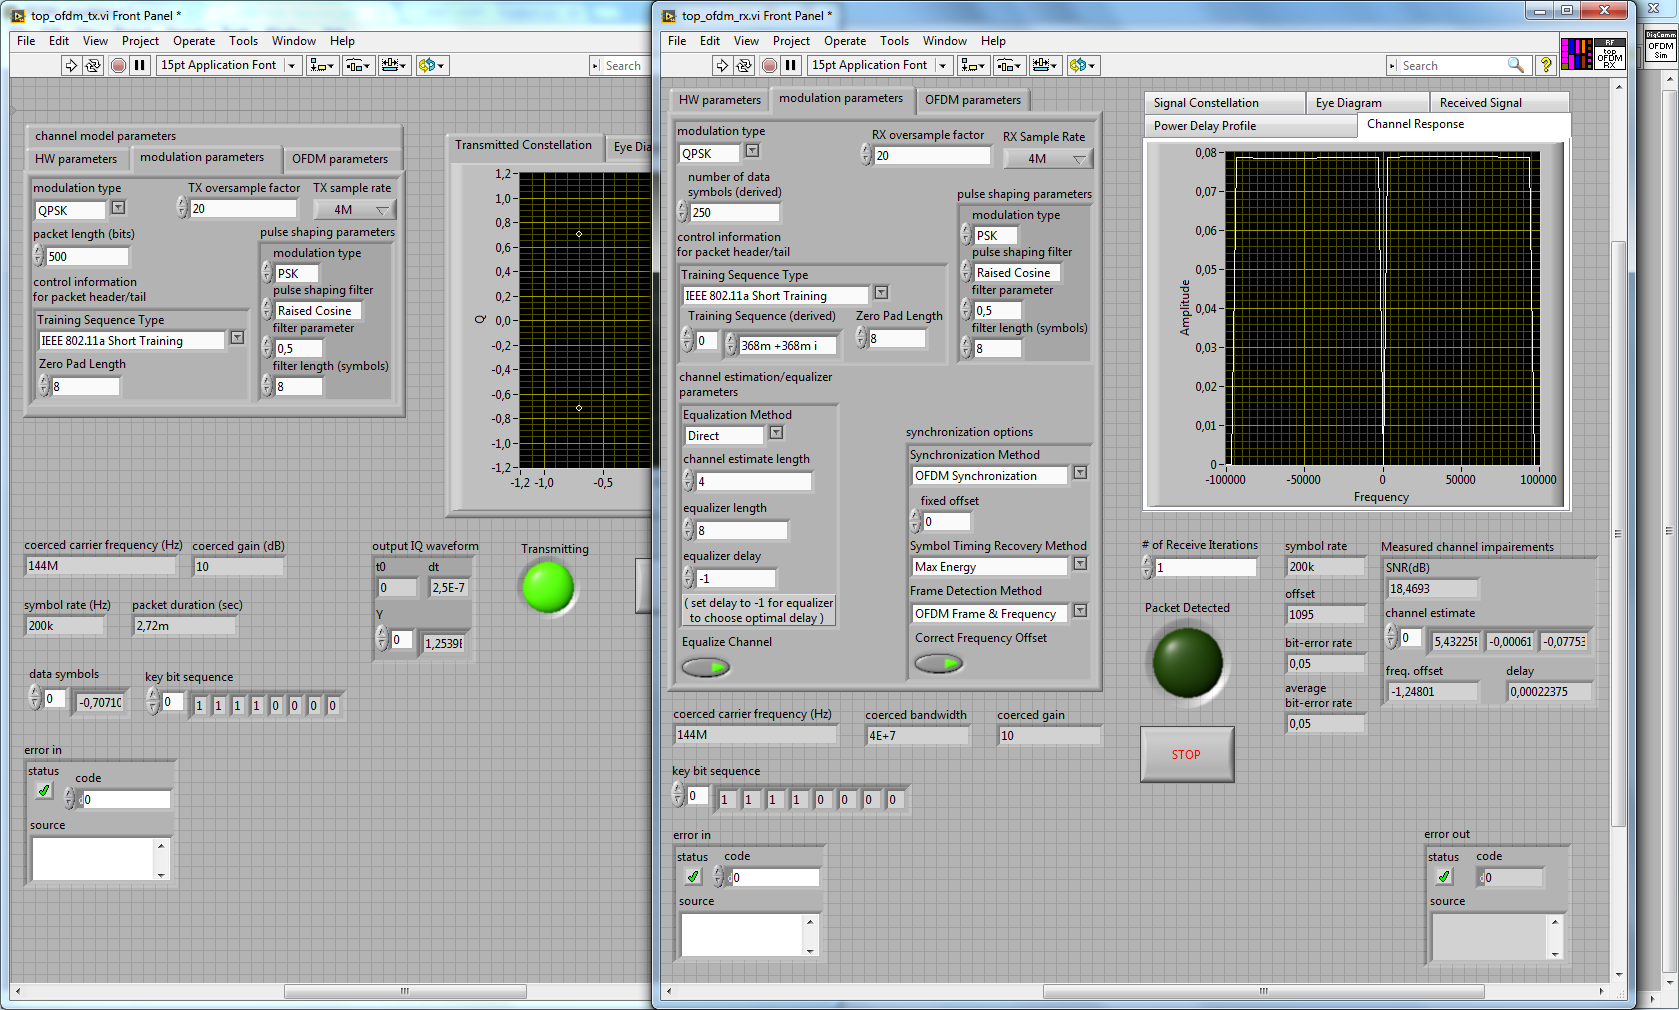 top_ofdm_tx.vi Front Panel *
File Edit View Project Operate Tools Window Help
15pt Application Font
Search
channel model parameters
HW parameters
modulation parameters
OFDM parameters
modulation type
QPSK
TX oversample factor
20
TX sample rate
4M
packet length (bits)
500
pulse shaping parameters
modulation type
PSK
control information
for packet header/tail
pulse shaping filter
Raised Cosine
Training Sequence Type
IEEE 802.11a Short Training
filter parameter
0,5
Zero Pad Length
8
filter length (symbols)
8
Transmitted Constellation
Eye Dia
1,2
1,0
0,8
0,6
0,4
0,2
0,0
-0,2
-0,4
-0,6
-0,8
-1,0
-1,2
Q
-1,2 -1,0 -0,5
coerced carrier frequency (Hz)
144M
coerced gain (dB)
10
output IQ waveform
t0
0
dt
2,5E-7
Y
0
Transmitting
symbol rate (Hz)
200k
packet duration (sec)
2,72m
data symbols
0
-0,7071
key bit sequence
0
1 1 1 1 0 0 0 0
error in
status
code
0
source
top_ofdm_rx.vi Front Panel *
File Edit View Project Operate Tools Window Help
15pt Application Font
Search
RF
top
OFDM
RX
DigComm
OFDM
Sim
HW parameters
modulation parameters
OFDM parameters
modulation type
QPSK
RX oversample factor
20
RX Sample Rate
4M
number of data
symbols (derived)
250
pulse shaping parameters
modulation type
PSK
pulse shaping filter
Raised Cosine
filter parameter
0,5
filter length (symbols)
8
control information
for packet header/tail
Training Sequence Type
IEEE 802.11a Short Training
Training Sequence (derived)
0
368m +368m i
Zero Pad Length
8
channel estimation/equalizer
parameters
Equalization Method
Direct
channel estimate length
4
equalizer length
8
equalizer delay
-1
( set delay to -1 for equalizer
to choose optimal delay )
Equalize Channel
synchronization options
Synchronization Method
OFDM Synchronization
fixed offset
0
Symbol Timing Recovery Method
Max Energy
Frame Detection Method
OFDM Frame & Frequency
Correct Frequency Offset
coerced carrier frequency (Hz)
144M
coerced bandwidth
4E+7
coerced gain
10
key bit sequence
0
1 1 1 1 0 0 0 0
error in
status
code
0
source
Signal Constellation
Eye Diagram
Received Signal
Power Delay Profile
Channel Response
0,08
0,07
0,06
0,05
0,04
0,03
0,02
0,01
0
Amplitude
-100000 -50000 0 50000 100000
Frequency
# of Receive Iterations
1
Packet Detected
STOP
symbol rate
200k
offset
1095
bit-error rate
0,05
average
bit-error rate
0,05
Measured channel impairements
SNR(dB)
18,4693
channel estimate
0
-0,00061
-0,0775
freq. offset
-1,24801
delay
0,00022375
error out
status
code
0
source